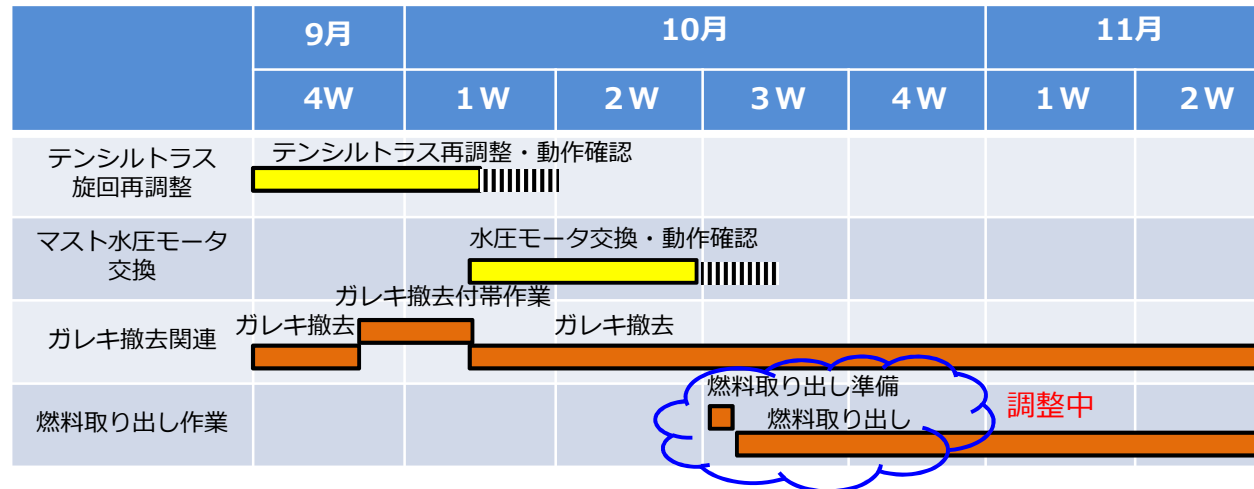 9月 10月 11月
4W 1W 2W 3W 4W 1W 2W
テンシルトラス再調整・動作確認
テンシルトラス
旋回再調整
水圧モータ交換・動作確認
マスト水圧モータ
交換
ガレキ撤去付帯作業
ガレキ撤去 ガレキ撤去
ガレキ撤去関連
燃料取り出し準備
燃料取り出し作業
燃料取り出し
調整中